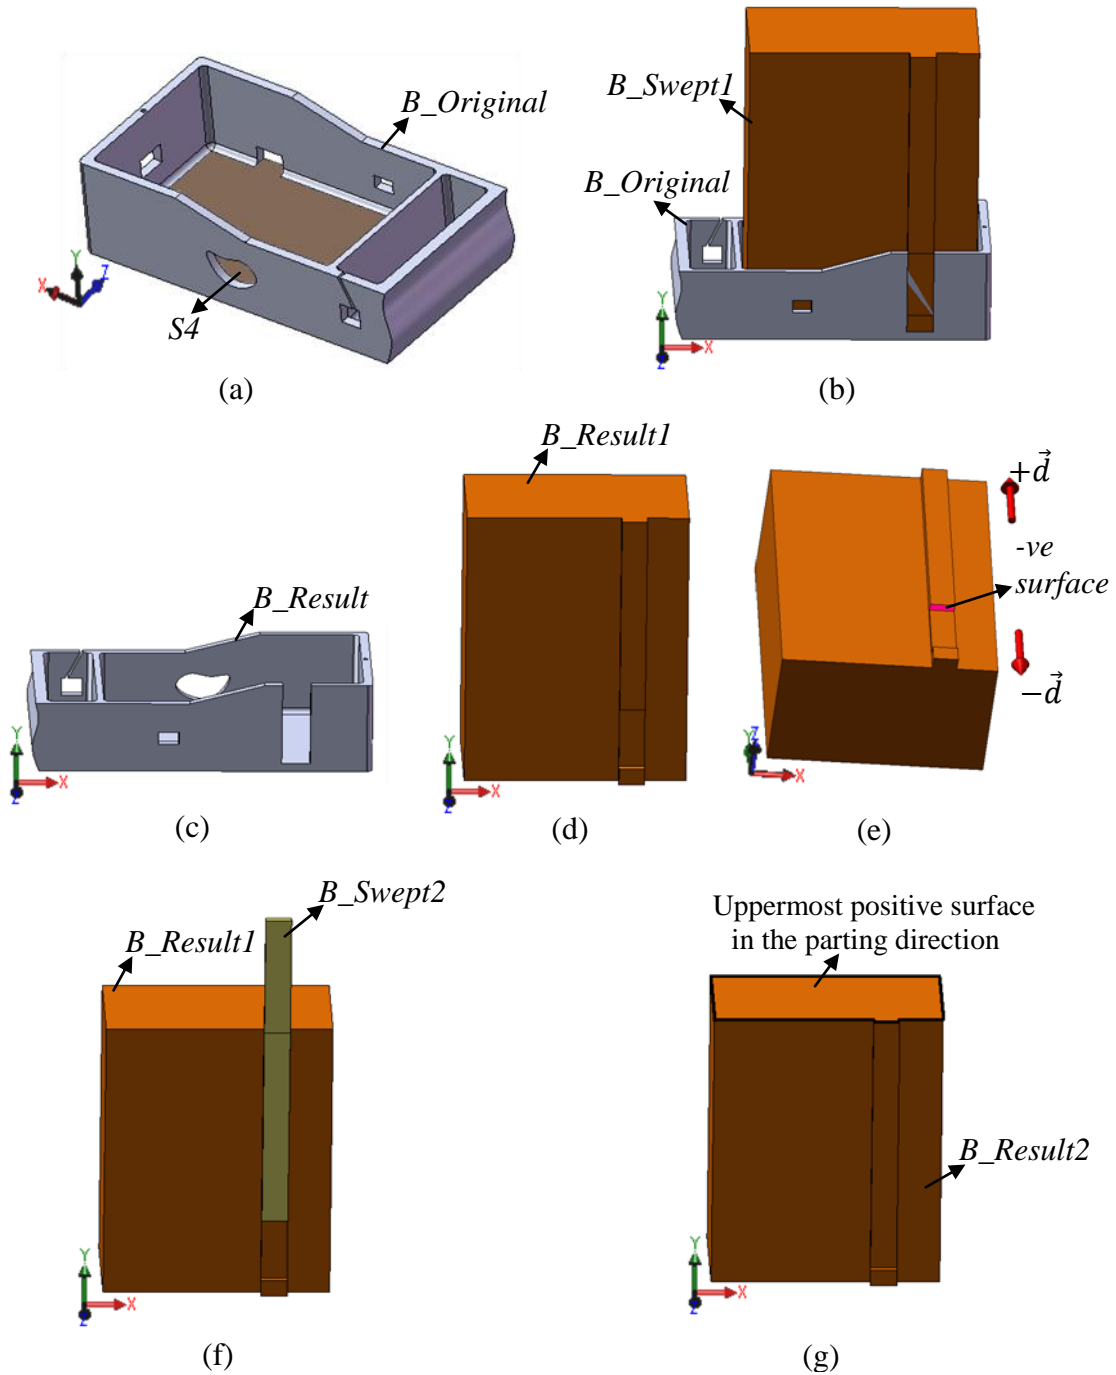 B_Original
S4
Y
Z
X
(a)
B_Swept1
B_Original
Y
X
Z
(b)
B_Result
Y
X
Z
(c)
B_Result1
Y
X
Z
(d)
+d⃗
-ve
surface
−d⃗
Y
Z
X
(e)
B_Swept2
B_Result1
Y
X
Z
(f)
Uppermost positive surface
in the parting direction
B_Result2
Y
X
Z
(g)